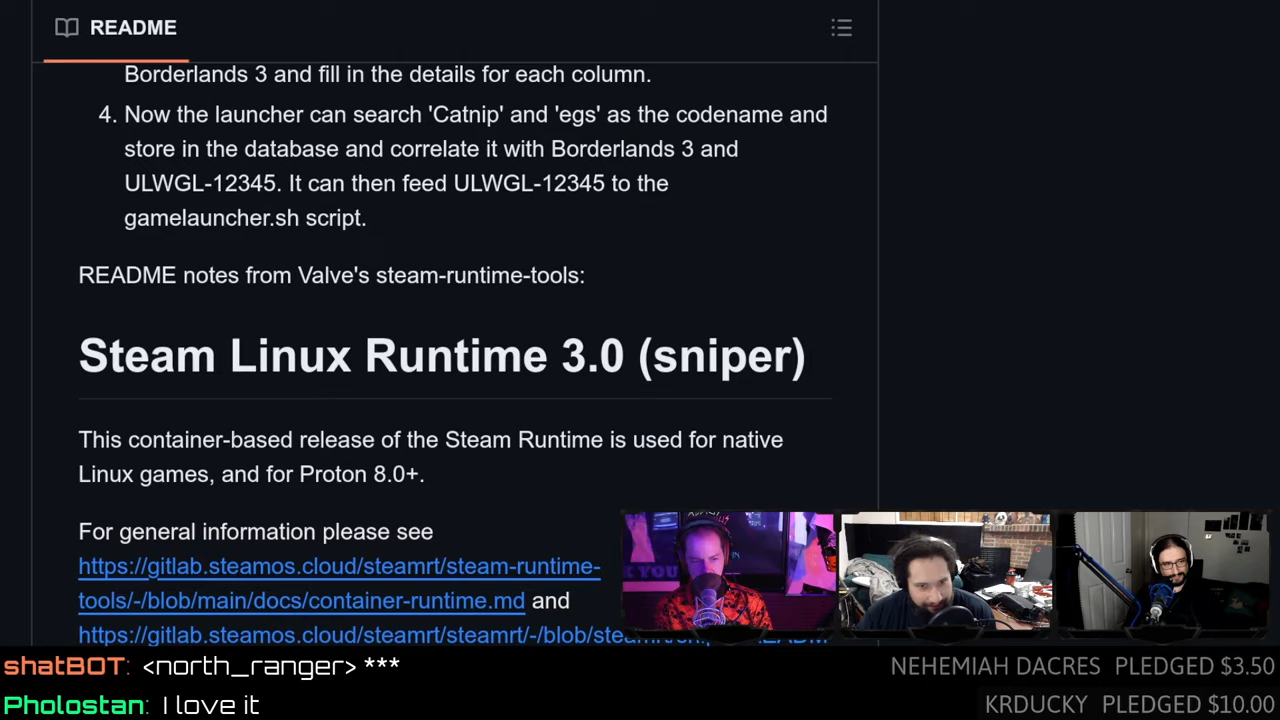 README
Borderlands 3 and fill in the details for each column.
4. Now the launcher can search 'Catnip' and 'egs' as the codename and
store in the database and correlate it with Borderlands 3 and
ULWGL-12345. It can then feed ULWGL-12345 to the
gamelauncher.sh script.
README notes from Valve's steam-runtime-tools:
Steam Linux Runtime 3.0 (sniper)
This container-based release of the Steam Runtime is used for native
Linux games, and for Proton 8.0+.
For general information please see
https://gitlab.steamos.cloud/steamrt/steam-runtime-
tools/-/blob/main/docs/container-runtime.md and
https://gitlab.steamos.cloud/steamrt/steamrt/-/blob/
shatBOT: <north_ranger> ***
Pholostan: I love it
NEHEMIAH DACRES PLEDGED $3.50
KRDUCKY PLEDGED $10.00